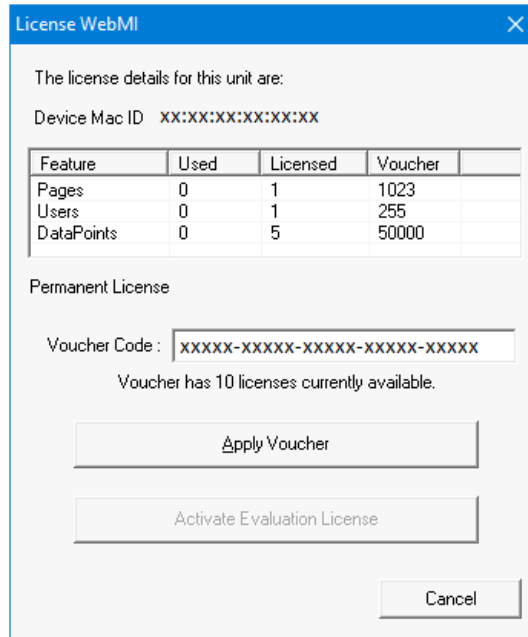 License WebMI
The license details for this unit are:
Device Mac ID xx:xx:xx:xx:xx:xx
Feature Used Licensed Voucher
Pages 0 1 1023
Users 0 1 255
DataPoints 0 5 50000
Permanent License
Voucher Code : xxxxx-xxxxx-xxxxx-xxxxx-xxxxx
Voucher has 10 licenses currently available.
Apply Voucher
Activate Evaluation License
Cancel